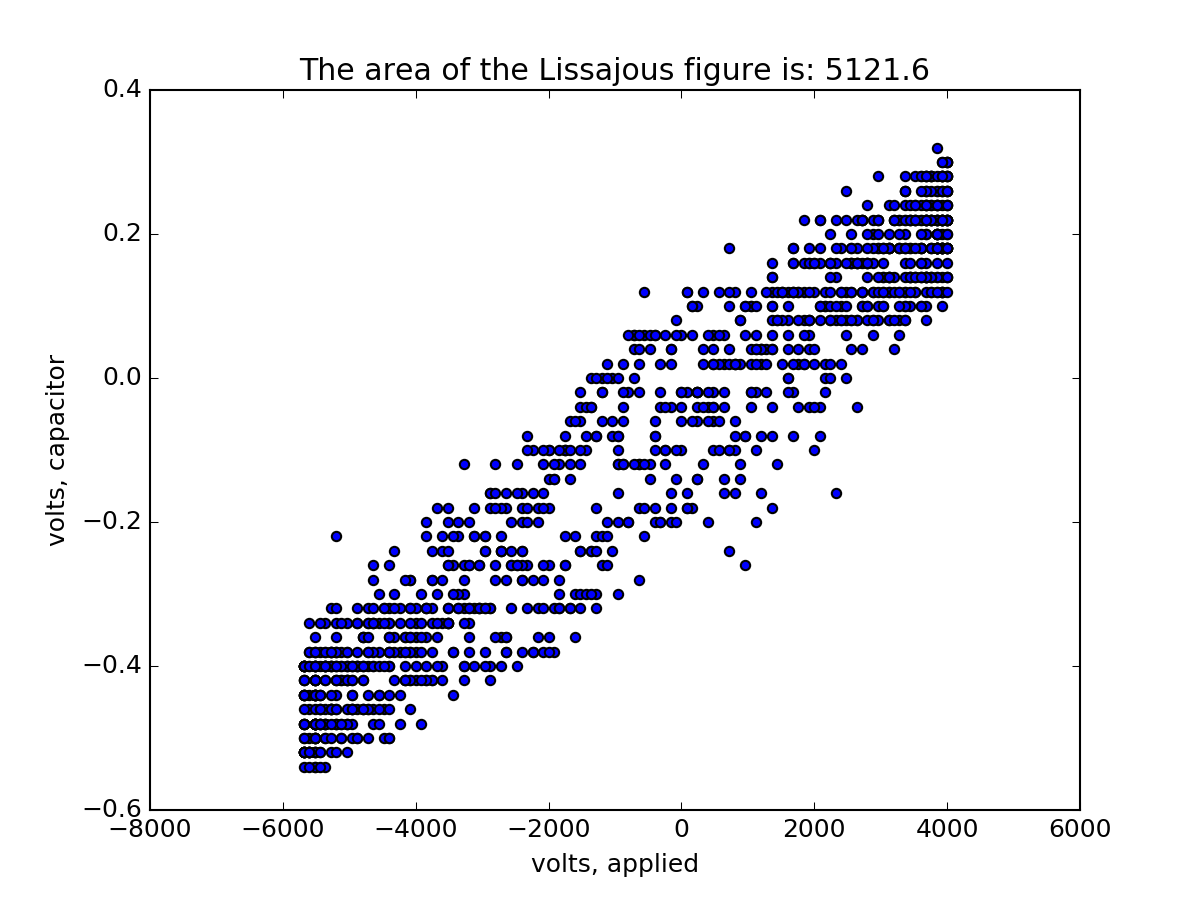 The area of the Lissajous figure is: 5121.6
0.4
0.2
0.0
−0.2
−0.4
−0.6
volts, capacitor
−8000 −6000 −4000 −2000 0 2000 4000 6000
volts, applied